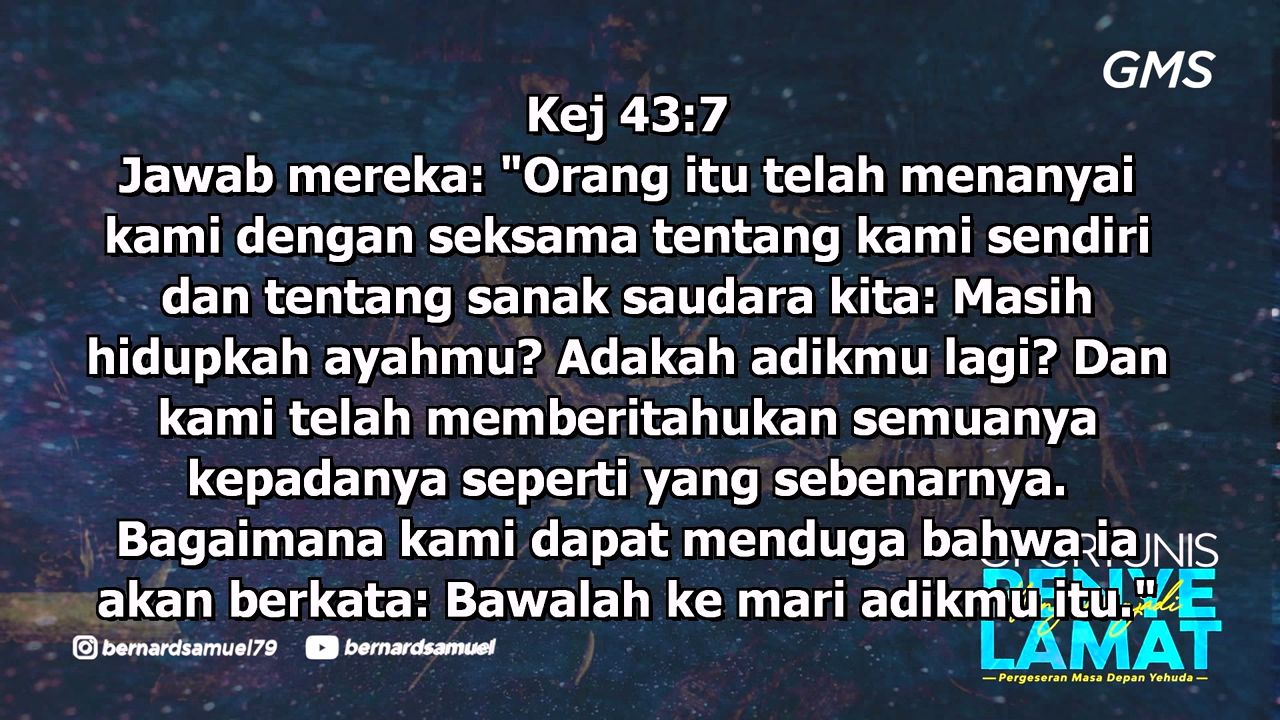 GMS
Kej 43:7
Jawab mereka: "Orang itu telah menanyai
kami dengan seksama tentang kami sendiri
dan tentang sanak saudara kita: Masih
hidupkah ayahmu? Adakah adikmu lagi? Dan
kami telah memberitahukan semuanya
kepadanya seperti yang sebenarnya.
Bagaimana kami dapat menduga bahwa ia
akan berkata: Bawalah ke mari adikmu itu."
OPORTUNIS
PENYE
LAMAT
Pergeseran Masa Depan Yehuda
bernardsamuel79
bernardsamuel